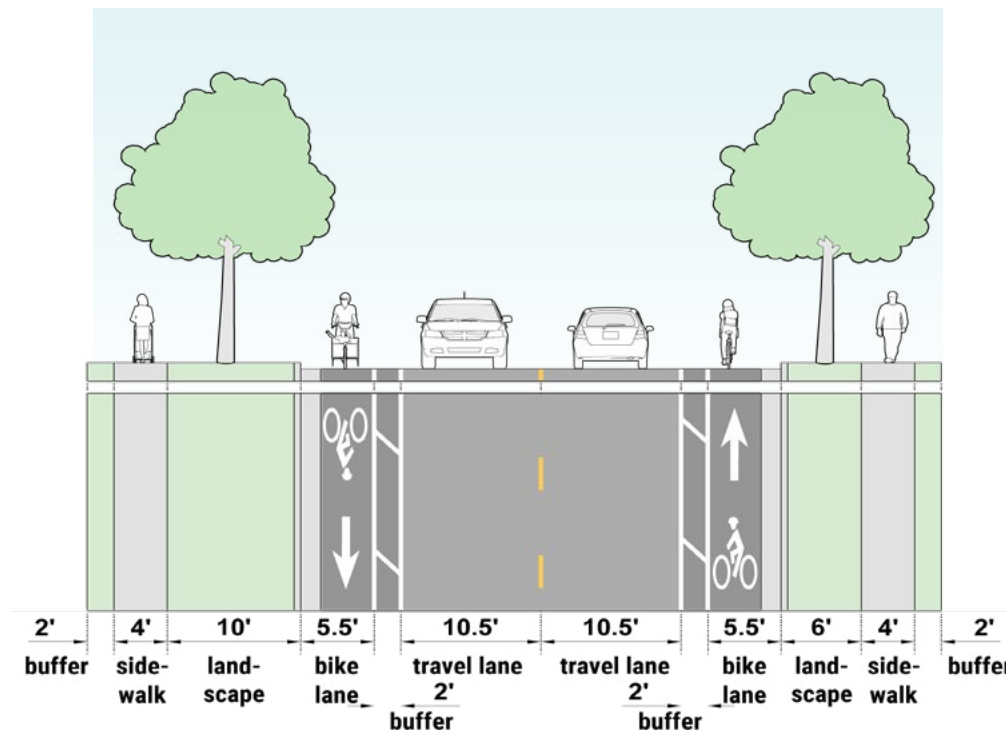 2' 4' 10' 5.5' 10.5' 10.5' 5.5' 6' 4' 2'
buffer side-walk land-scape bike lane travel lane travel lane bike lane land-scape side-walk buffer
2' 2'
buffer buffer